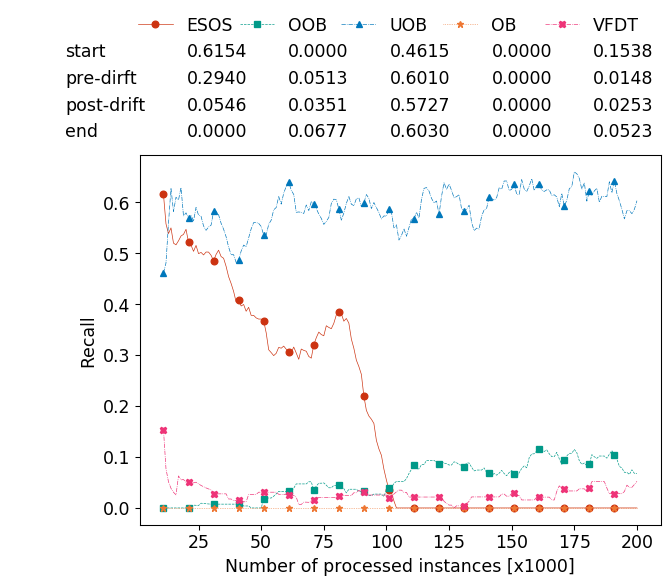 ESOS OOB UOB OB VFDT
start 0.6154 0.0000 0.4615 0.0000 0.1538
pre-dirft 0.2940 0.0513 0.6010 0.0000 0.0148
post-drift 0.0546 0.0351 0.5727 0.0000 0.0253
end 0.0000 0.0677 0.6030 0.0000 0.0523
0.6
0.5
0.4
0.3
0.2
0.1
0.0
Recall
25 50 75 100 125 150 175 200
Number of processed instances [x1000]